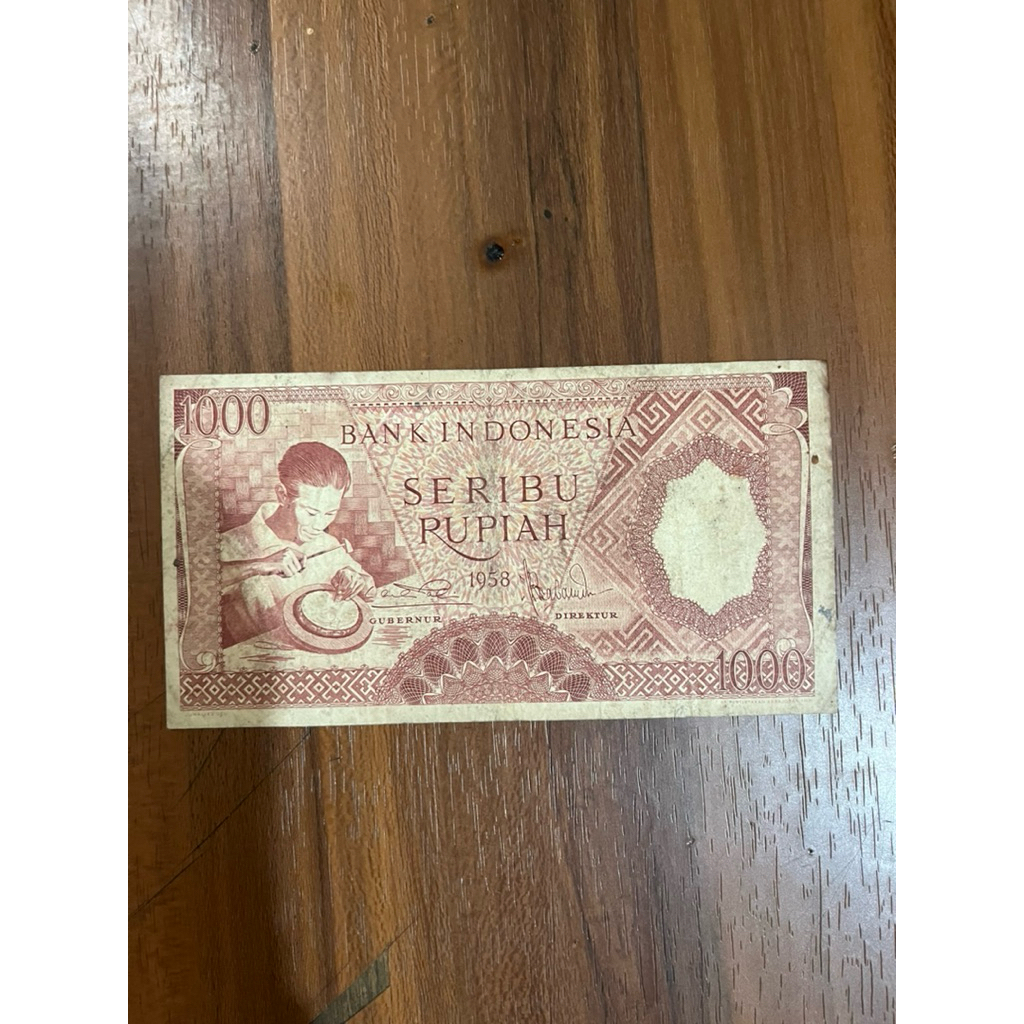 1000
BANK INDONESIA
SERIBU
RUPIAH
1958
GUBERNUR DIREKTUR
1000